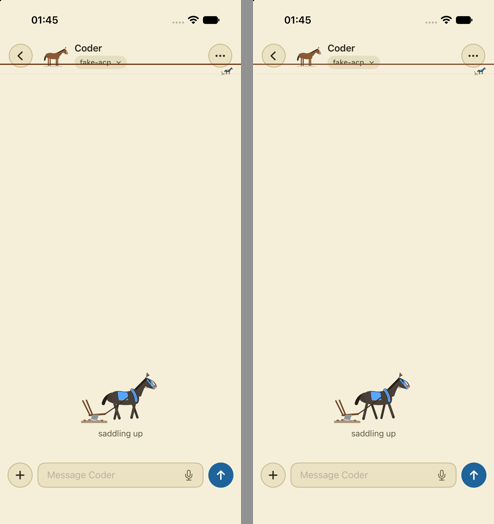 01:45
Coder
fake-acp
saddling up
Message Coder
01:45
Coder
fake-acp
saddling up
Message Coder